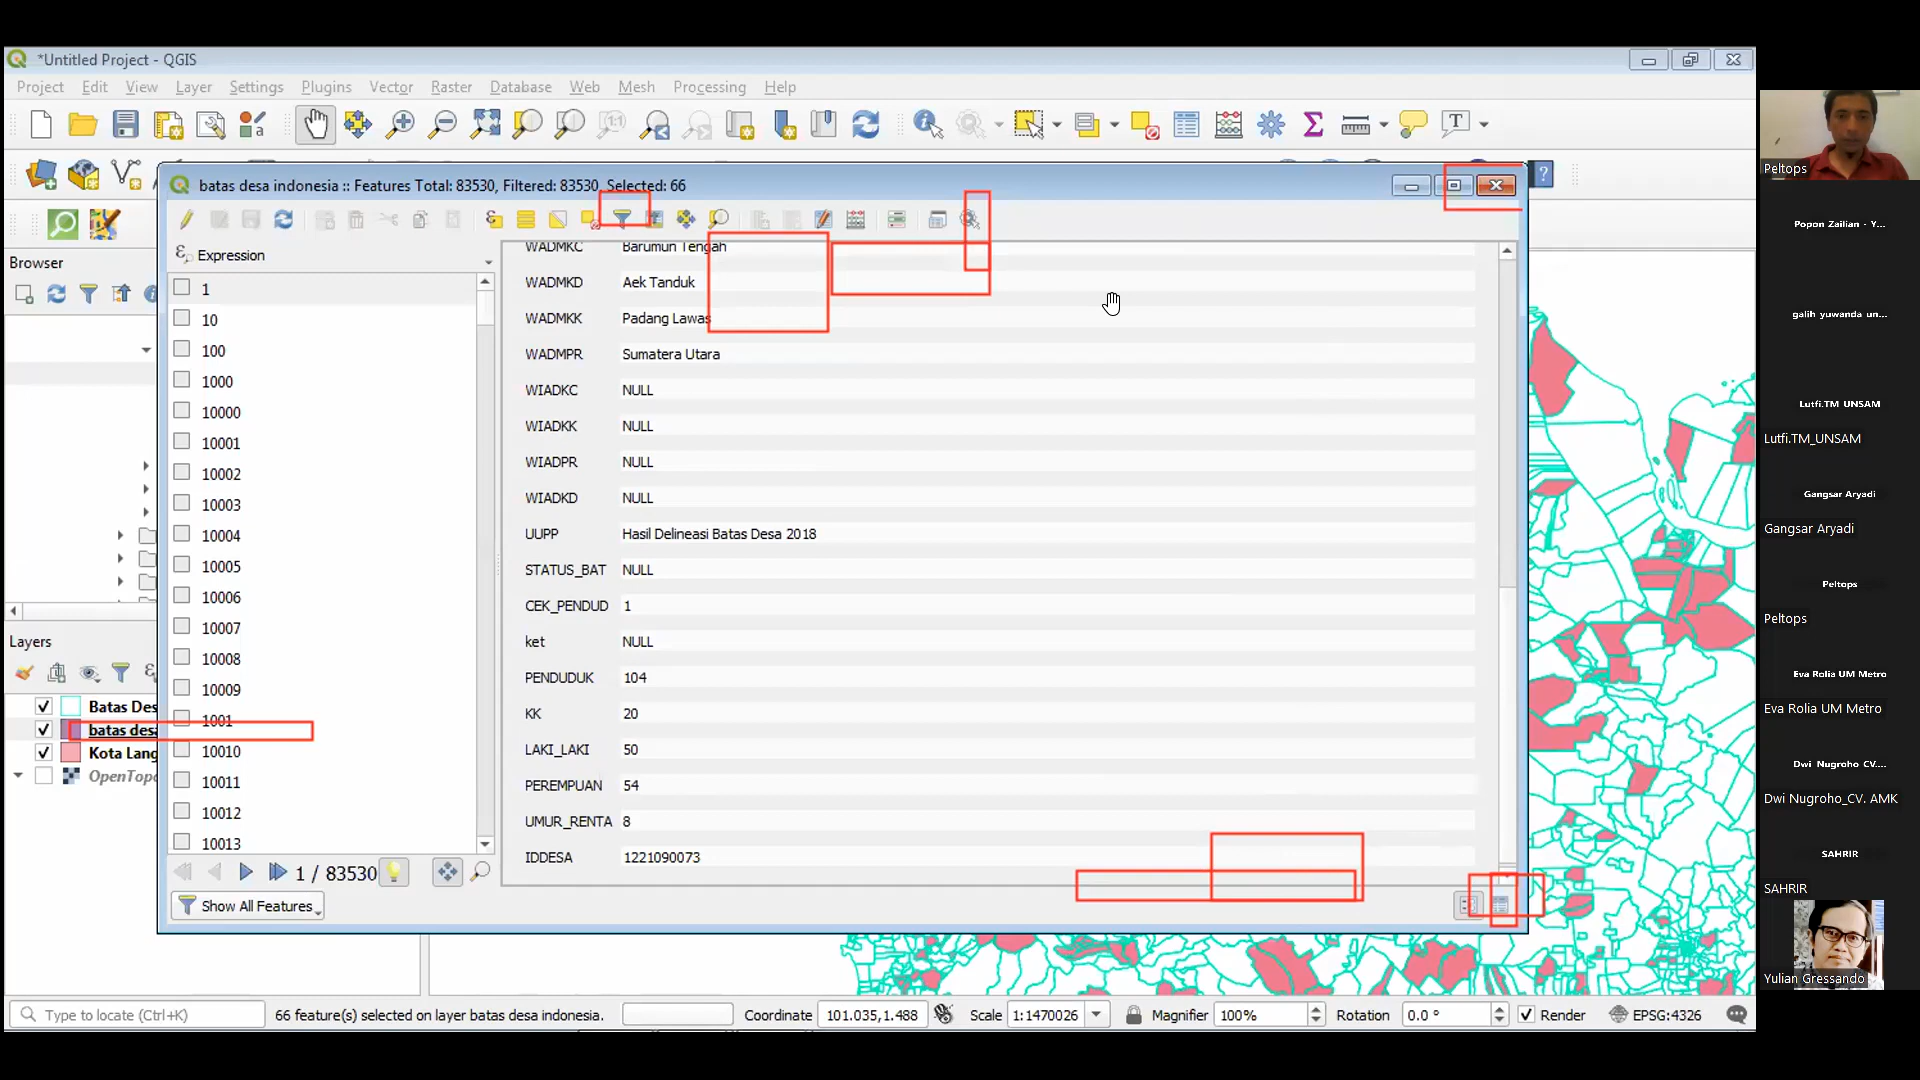 *Untitled Project - QGIS
Project Edit View Layer Settings Plugins Vector Raster Database Web Mesh Processing Help
batas desa indonesia :: Features Total: 83530, Filtered: 83530, Selected: 66
Browser
Expression
1
10
100
1000
10000
10001
10002
10003
10004
10005
10006
10007
10008
10009
1001
10010
10011
10012
10013
1 / 83530
Show All Features
WADMKC Barumun Tengah
WADMKD Aek Tanduk
WADMKK Padang Lawas
WADMPR Sumatera Utara
WIADKC NULL
WIADKK NULL
WIADPR NULL
WIADKD NULL
UUPP Hasil Delineasi Batas Desa 2018
STATUS_BAT NULL
CEK_PENDUD 1
ket NULL
PENDUDUK 104
KK 20
LAKI_LAKI 50
PEREMPUAN 54
UMUR_RENTA 8
IDDESA 1221090073
Layers
Batas Des
batas desa
Kota Lang
OpenTopo
Type to locate (Ctrl+K) 66 feature(s) selected on layer batas desa indonesia. Coordinate 101.035,1.488 Scale 1:1470026 Magnifier 100% Rotation 0.0 ° Render EPSG:4326
Peltops
Popon Zailian - Y...
galih yuwanda un...
Lutfi.TM UNSAM
Lutfi.TM_UNSAM
Gangsar Aryadi
Gangsar Aryadi
Peltops
Peltops
Eva Rolia UM Metro
Eva Rolia UM Metro
Dwi Nugroho CV....
Dwi Nugroho_CV. AMK
SAHRIR
SAHRIR
Yulian Gressando